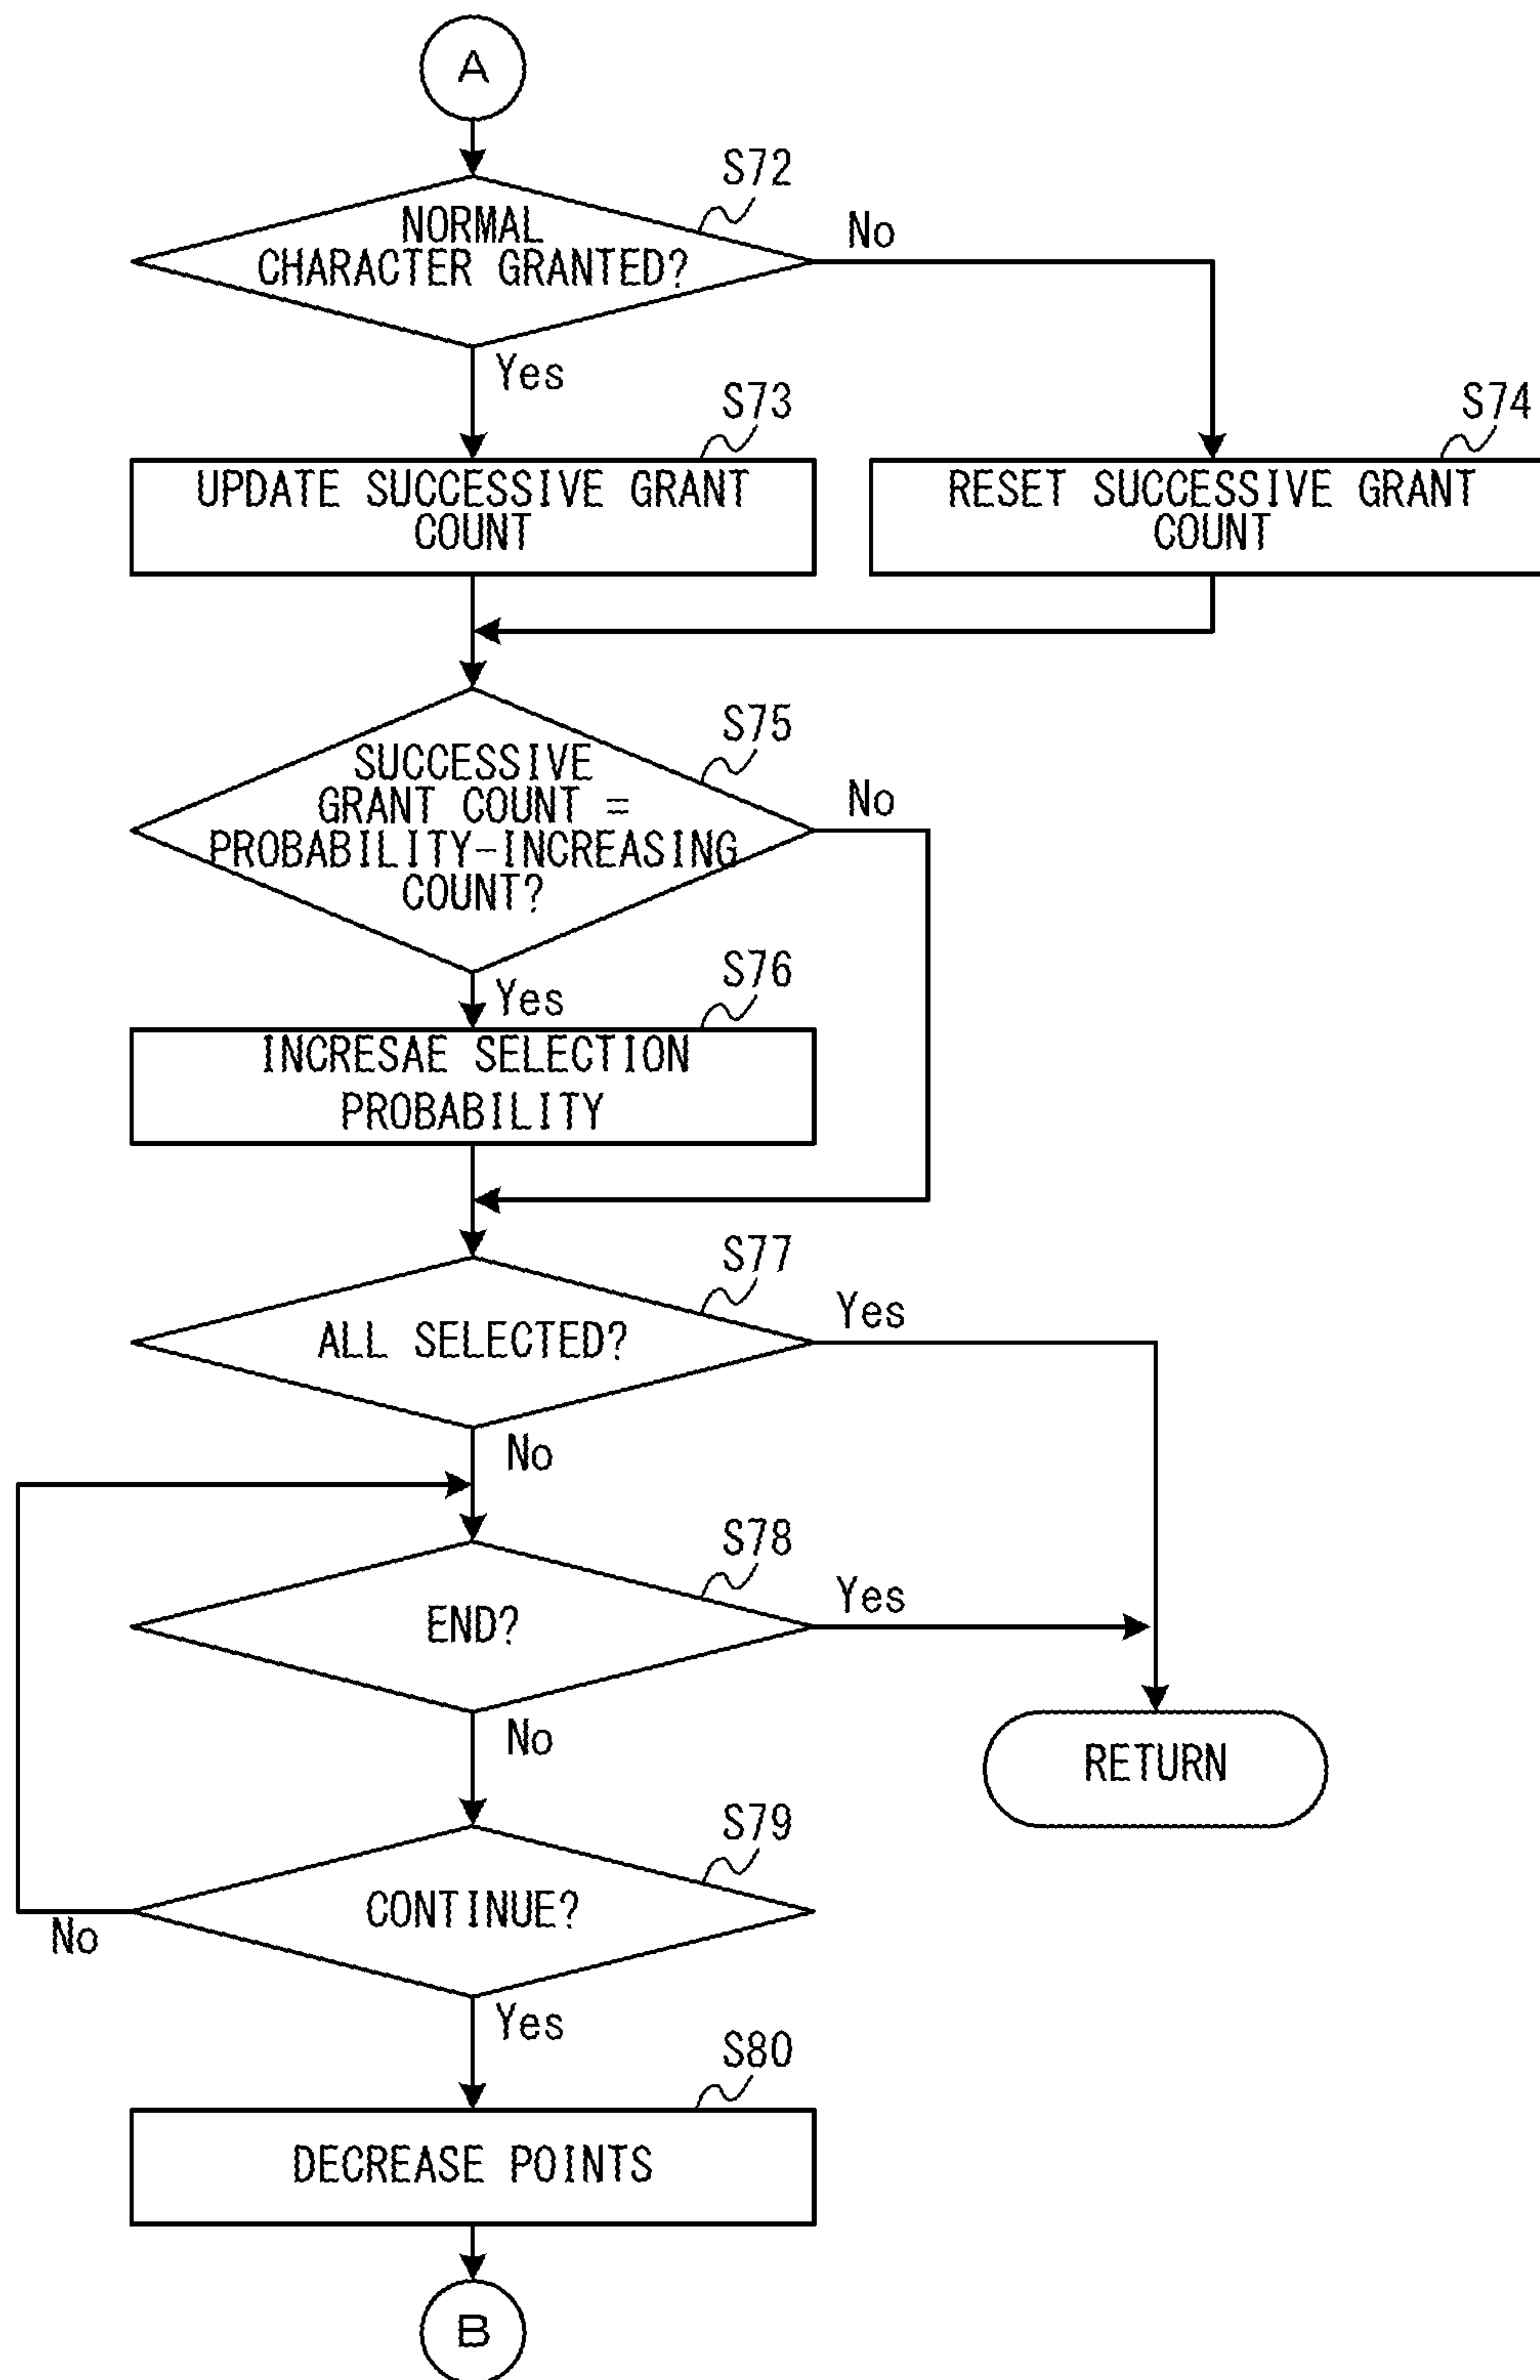 A
S72
NORMAL
CHARACTER GRANTED?
No
Yes
S73
UPDATE SUCCESSIVE GRANT
COUNT
S74
RESET SUCCESSIVE GRANT
COUNT
S75
SUCCESSIVE
GRANT COUNT =
PROBABILITY-INCREASING
COUNT?
No
Yes
S76
INCRESAE SELECTION
PROBABILITY
S77
ALL SELECTED?
Yes
No
S78
END?
Yes
No
RETURN
S79
CONTINUE?
No
Yes
S80
DECREASE POINTS
B